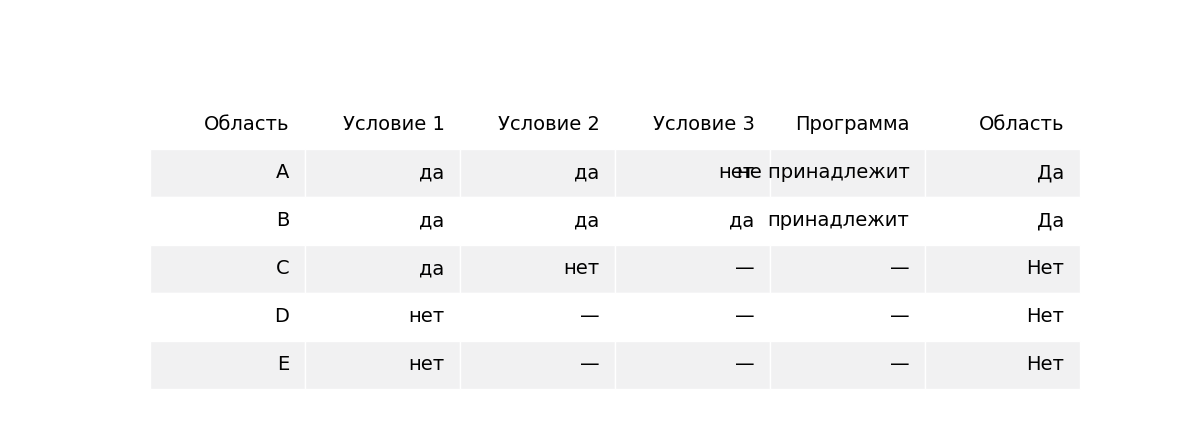 Область Условие 1 Условие 2 Условие 3 Программа Область
A да да нет не принадлежит Да
B да да да принадлежит Да
C да нет — — Нет
D нет — — — Нет
E нет — — — Нет